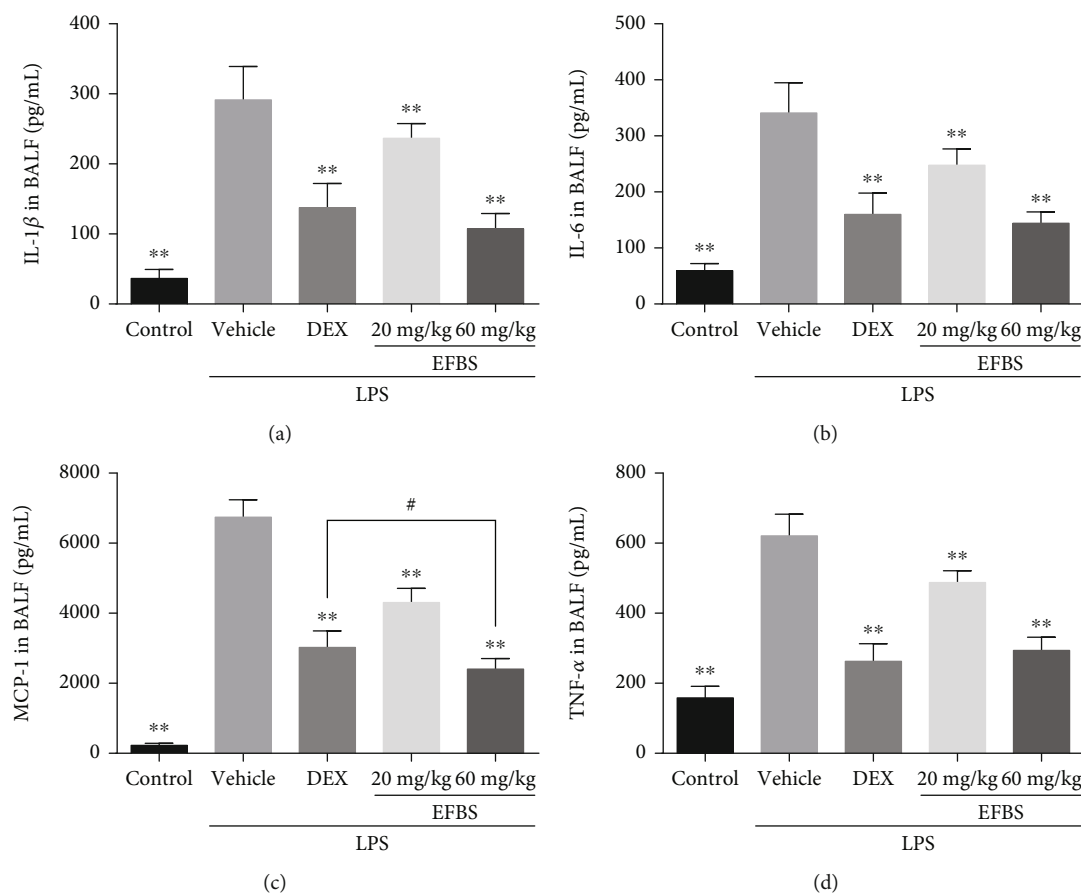 IL-1β in BALF (pg/mL)
400
300
200
100
0
**
**
**
**
Control Vehicle DEX 20 mg/kg 60 mg/kg
EFBS
LPS
(a)
IL-6 in BALF (pg/mL)
500
400
300
200
100
0
**
**
**
**
Control Vehicle DEX 20 mg/kg 60 mg/kg
EFBS
LPS
(b)
MCP-1 in BALF (pg/mL)
8000
6000
4000
2000
0
#
**
**
**
**
Control Vehicle DEX 20 mg/kg 60 mg/kg
EFBS
LPS
(c)
TNF-α in BALF (pg/mL)
800
600
400
200
0
**
**
**
**
Control Vehicle DEX 20 mg/kg 60 mg/kg
EFBS
LPS
(d)